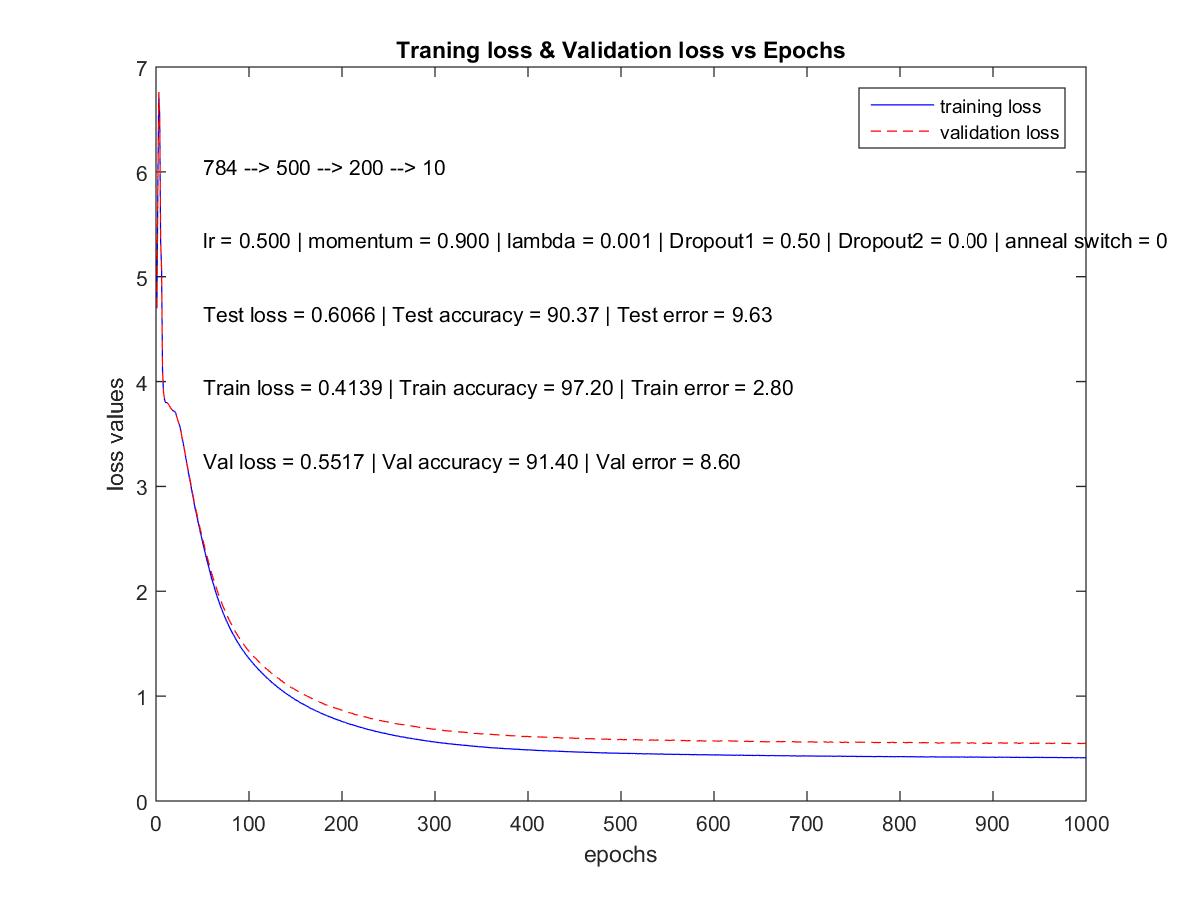 Traning loss & Validation loss vs Epochs
training loss
validation loss
784 --> 500 --> 200 --> 10
lr = 0.500 | momentum = 0.900 | lambda = 0.001 | Dropout1 = 0.50 | Dropout2 = 0.00 | anneal switch = 0
Test loss = 0.6066 | Test accuracy = 90.37 | Test error = 9.63
Train loss = 0.4139 | Train accuracy = 97.20 | Train error = 2.80
Val loss = 0.5517 | Val accuracy = 91.40 | Val error = 8.60
loss values
7
6
5
4
3
2
1
0
0 100 200 300 400 500 600 700 800 900 1000
epochs